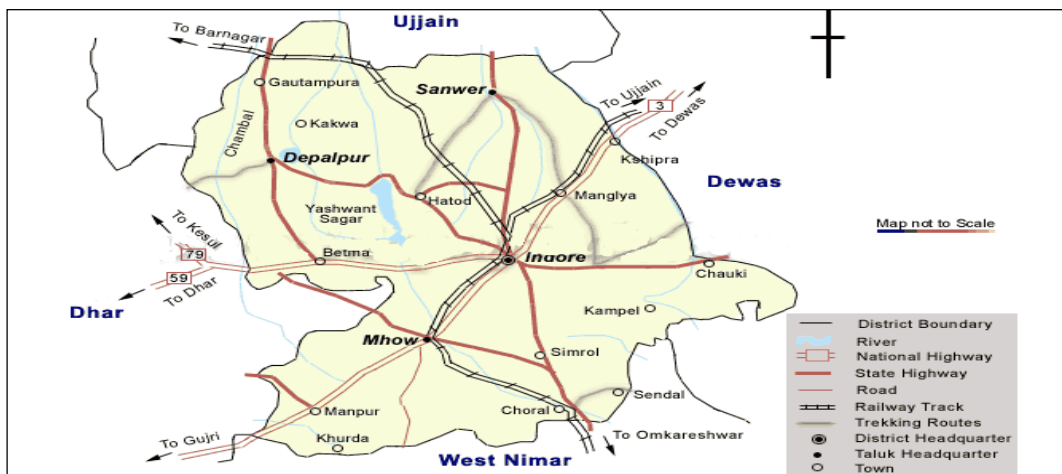 Ujjain
To Barnagar
Gautampura
Sanwer
To Ujjain
3
To Dewas
Kakwa
Chambal
Depalpur
Kshipra
Dewas
Hatod
Manglya
Yashwant
Sagar
To Kesul
79
Betma
Indore
Chauki
59
To Dhar
Dhar
Kampel
Mhow
Simrol
Sendal
Manpur
Choral
To Gujri
Khurda
To Omkareshwar
West Nimar
Map not to Scale
District Boundary
River
National Highway
State Highway
Road
Railway Track
Trekking Routes
District Headquarter
Taluk Headquarter
Town